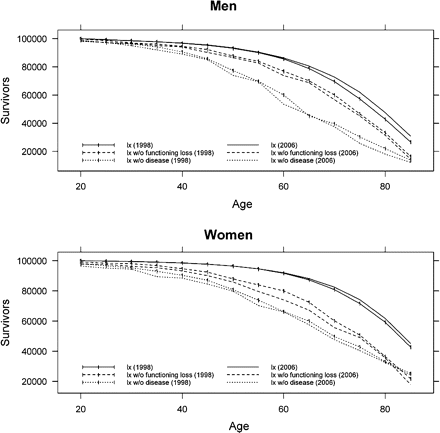 Men
100000
80000
60000
40000
20000
Survivors
lx (1998) lx (2006)
lx w/o functioning loss (1998) lx w/o functioning loss (2006)
lx w/o disease (1998) lx w/o disease (2006)
20 40 60 80
Age
Women
100000
80000
60000
40000
20000
Survivors
lx (1998) lx (2006)
lx w/o functioning loss (1998) lx w/o functioning loss (2006)
lx w/o disease (1998) lx w/o disease (2006)
20 40 60 80
Age